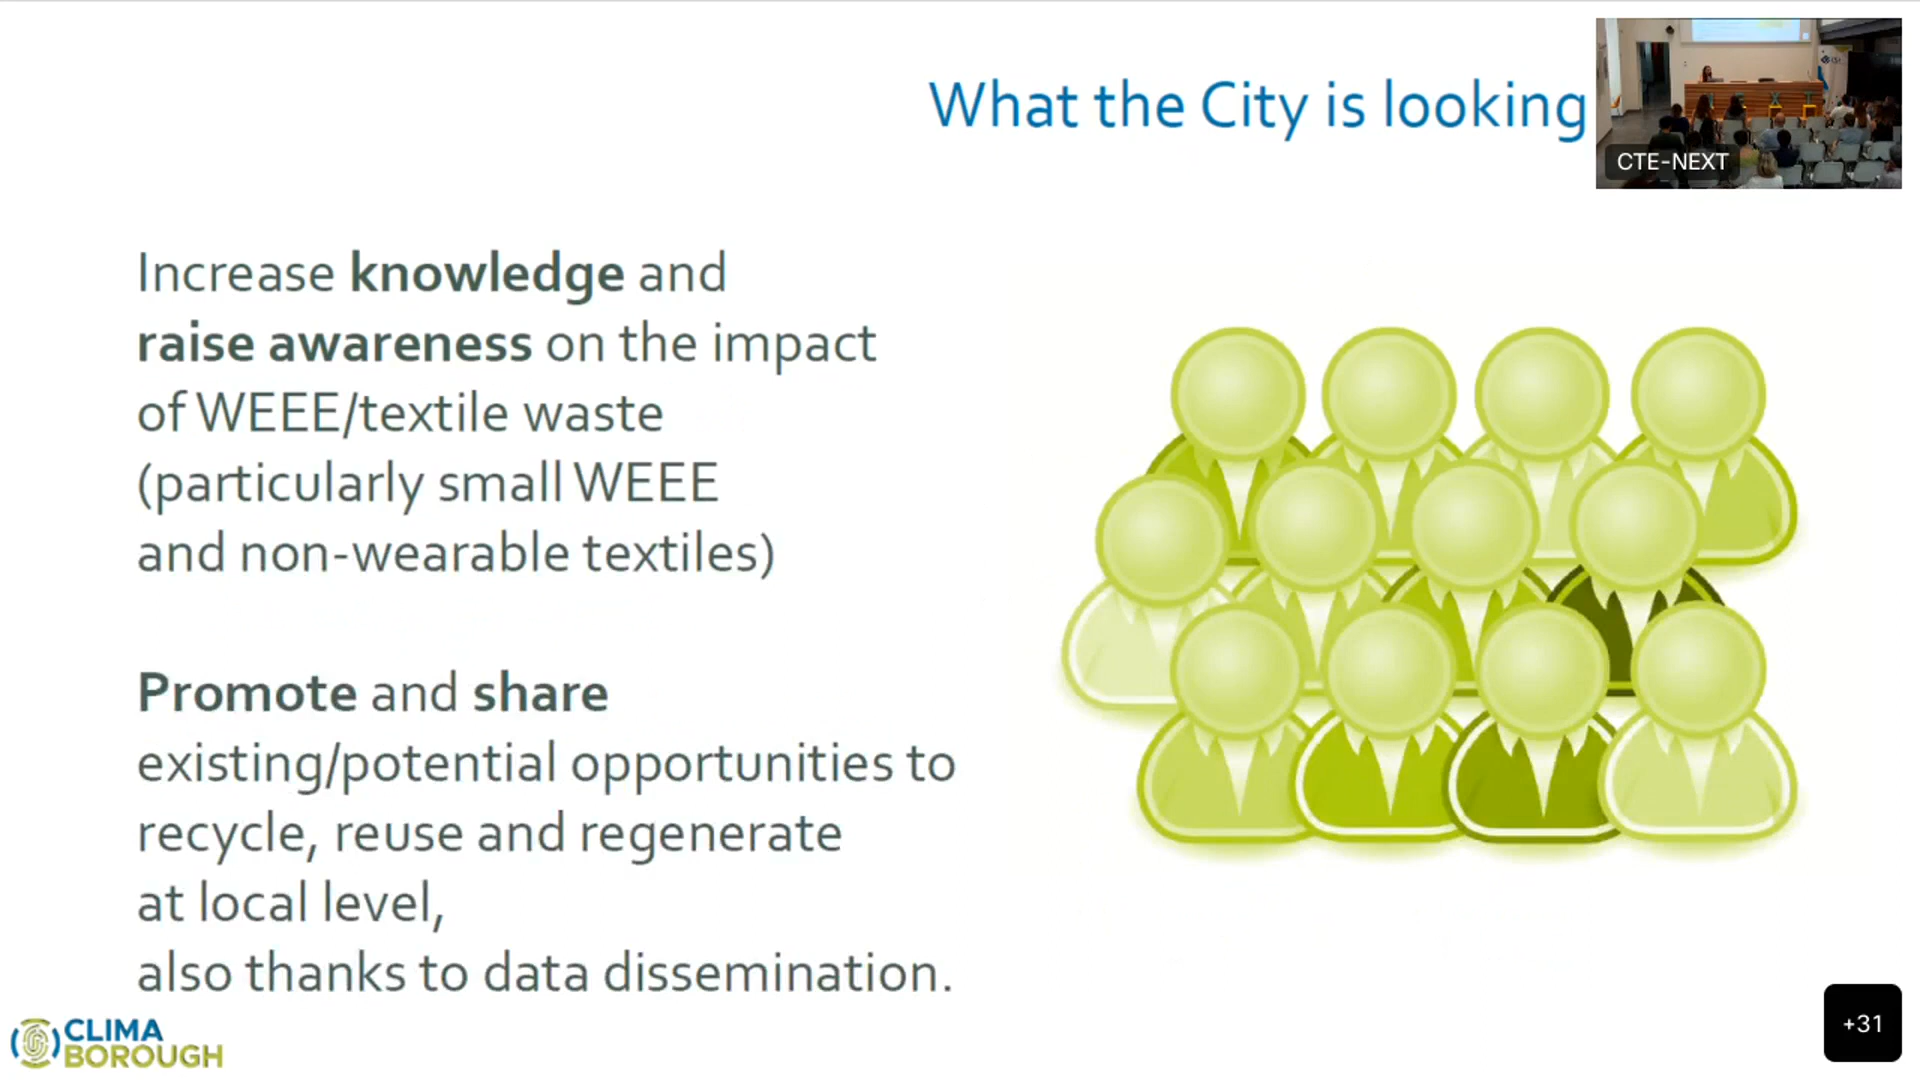 What the City is looking
CTE-NEXT
Increase knowledge and
raise awareness on the impact
of WEEE/textile waste
(particularly small WEEE
and non-wearable textiles)
Promote and share
existing/potential opportunities to
recycle, reuse and regenerate
at local level,
also thanks to data dissemination.
CLIMA
BOROUGH
+31